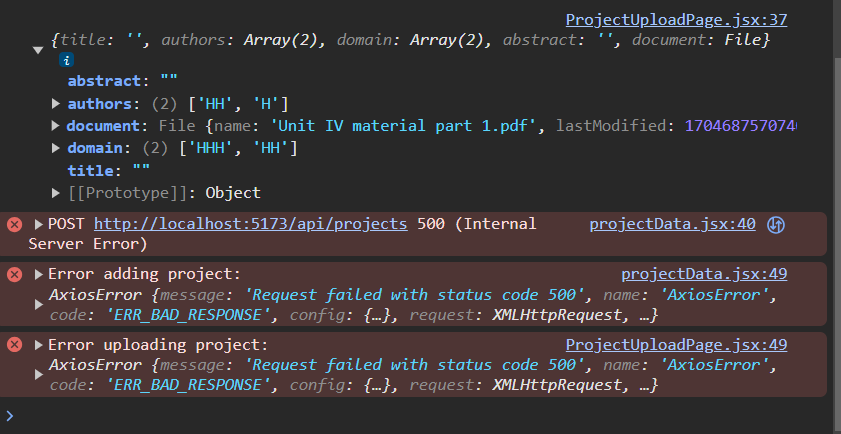 ProjectUploadPage.jsx:37
{title: '', authors: Array(2), domain: Array(2), abstract: '', document: File}
i
abstract: ""
authors: (2) ['HH', 'H']
document: File {name: 'Unit IV material part 1.pdf', lastModified: 170468757074
domain: (2) ['HHH', 'HH']
title: ""
[[Prototype]]: Object
POST http://localhost:5173/api/projects 500 (Internal projectData.jsx:40
Server Error)
Error adding project: projectData.jsx:49
AxiosError {message: 'Request failed with status code 500', name: 'AxiosError',
code: 'ERR_BAD_RESPONSE', config: {…}, request: XMLHttpRequest, …}
Error uploading project: ProjectUploadPage.jsx:49
AxiosError {message: 'Request failed with status code 500', name: 'AxiosError',
code: 'ERR_BAD_RESPONSE', config: {…}, request: XMLHttpRequest, …}